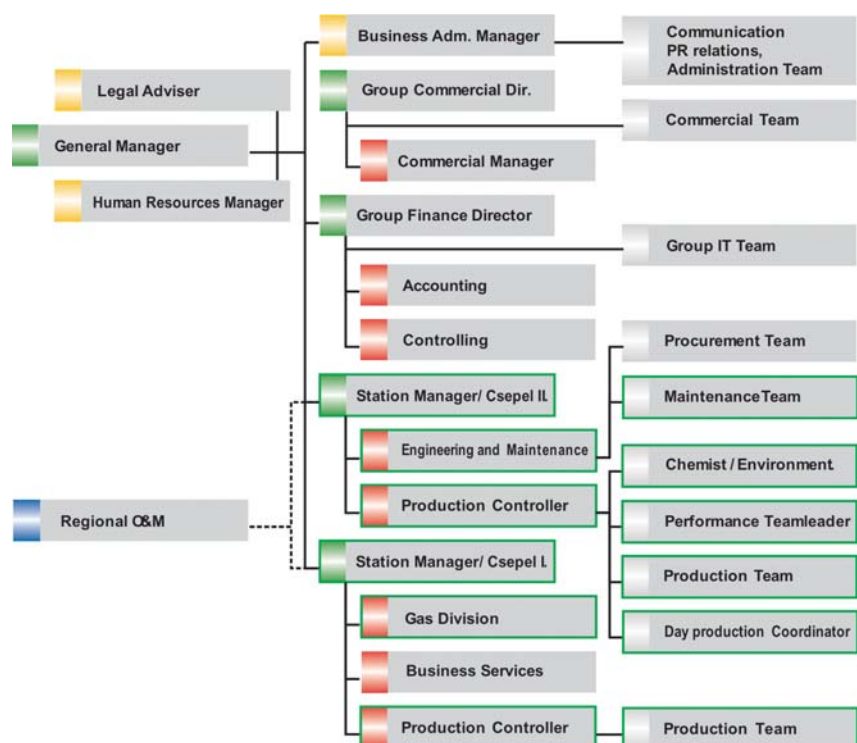 Business Adm. Manager
Communication
PR relations,
Administration Team
Legal Adviser
Group Commercial Dir.
Commercial Team
General Manager
Commercial Manager
Human Resources Manager
Group Finance Director
Group IT Team
Accounting
Controlling
Procurement Team
Station Manager/ Csepel II.
Maintenance Team
Engineering and Maintenance
Chemist / Environment.
Production Controller
Regional O&M
Performance Teamleader
Station Manager/ Csepel I.
Production Team
Gas Division
Day production Coordinator
Business Services
Production Controller
Production Team